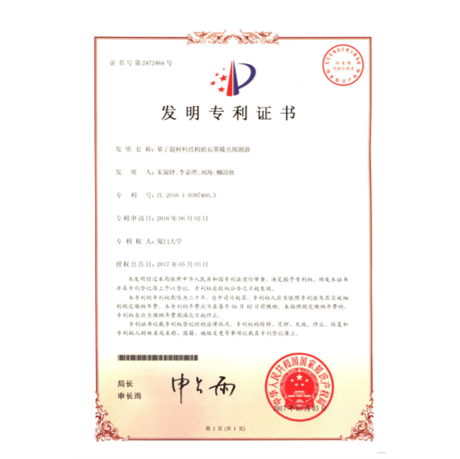 证书号第2472464号
发明专利证书
发 明 名 称：基于超材料结构的石墨烯光探测器
专 利 号：ZL 2016 1 0387460.3
专利申请日：2016年06月02日
专 利 权 人：厦门大学
授权公告日：2017年05月03日
本发明经过本局依照中华人民共和国专利法进行审查，决定授予专利权，颁发本证书
并在专利登记簿上予以登记。专利权自授权公告之日起生效。
本专利的专利权期限为二十年，自申请日起算。专利权人应当依照专利法及其实施细
则规定缴纳年费。本专利的年费应当在每年06月02日前缴纳。未按照规定缴纳年费的，
专利权自应当缴纳年费期满之日起终止。
专利证书记载专利权登记时的法律状况。专利权的转移、质押、无效、终止、恢复和
专利权人的姓名或名称、国籍、地址变更等事项记载在专利登记簿上。
局长
申长雨
申长雨
中华人民共和国国家知识产权局
2017年05月03日
第1页（共1页）